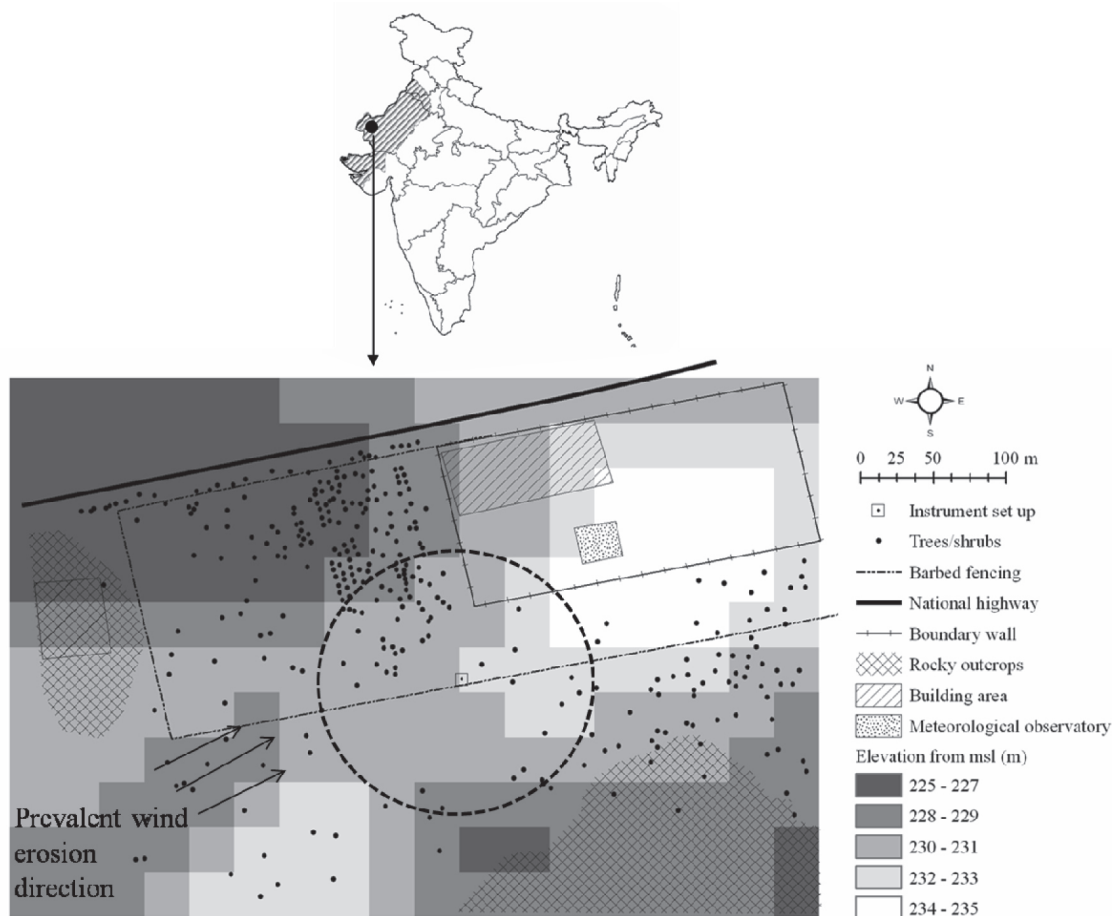 N
W E
S
0 25 50 100 m
Instrument set up
Trees/shrubs
Barbed fencing
National highway
Boundary wall
Rocky outcrops
Building area
Meteorological observatory
Elevation from msl (m)
225 - 227
228 - 229
230 - 231
232 - 233
234 - 235
Prevalent wind
erosion
direction